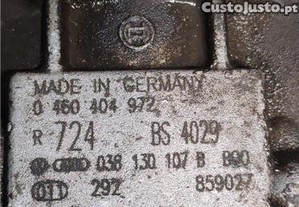 CustoJusto.pt
MADE IN GERMANY
0 460 404 972
R 724 BS 4029
038 130 107 B
292 859027